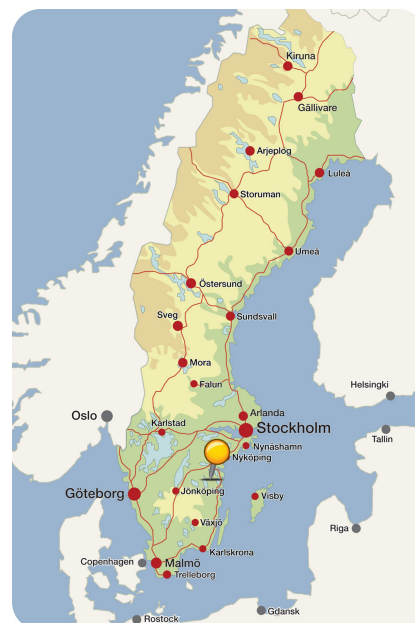 Kiruna
Gällivare
Arjeplog
Luleå
Storuman
Umeå
Östersund
Sveg
Sundsvall
Mora
Falun
Helsingki
Arlanda
Oslo
Karlstad
Stockholm
Tallin
Nynäshamn
Nyköping
Göteborg
Jönköping
Visby
Växjö
Riga
Karlskrona
Copenhagen
Malmö
Trelleborg
Gdansk
Rostock